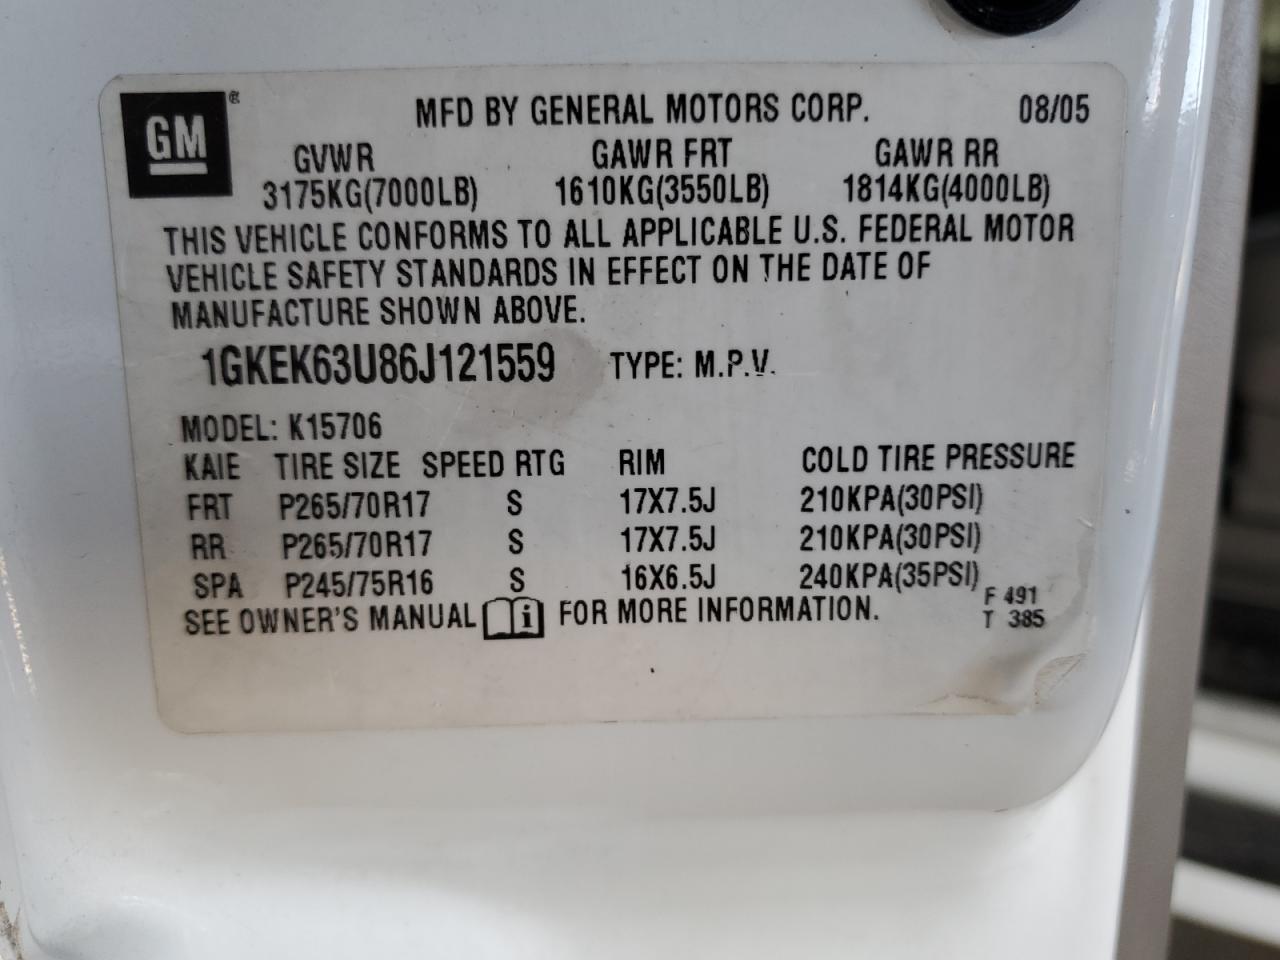 GM ®
MFD BY GENERAL MOTORS CORP. 08/05
GVWR GAWR FRT GAWR RR
3175KG(7000LB) 1610KG(3550LB) 1814KG(4000LB)
THIS VEHICLE CONFORMS TO ALL APPLICABLE U.S. FEDERAL MOTOR
VEHICLE SAFETY STANDARDS IN EFFECT ON THE DATE OF
MANUFACTURE SHOWN ABOVE.
1GKEK63U86J121559 TYPE: M.P.V.
MODEL: K15706
KAIE TIRE SIZE SPEED RTG RIM COLD TIRE PRESSURE
FRT P265/70R17 S 17X7.5J 210KPA(30PSI)
RR P265/70R17 S 17X7.5J 210KPA(30PSI)
SPA P245/75R16 S 16X6.5J 240KPA(35PSI)
F 491
SEE OWNER'S MANUAL i FOR MORE INFORMATION.
T 385